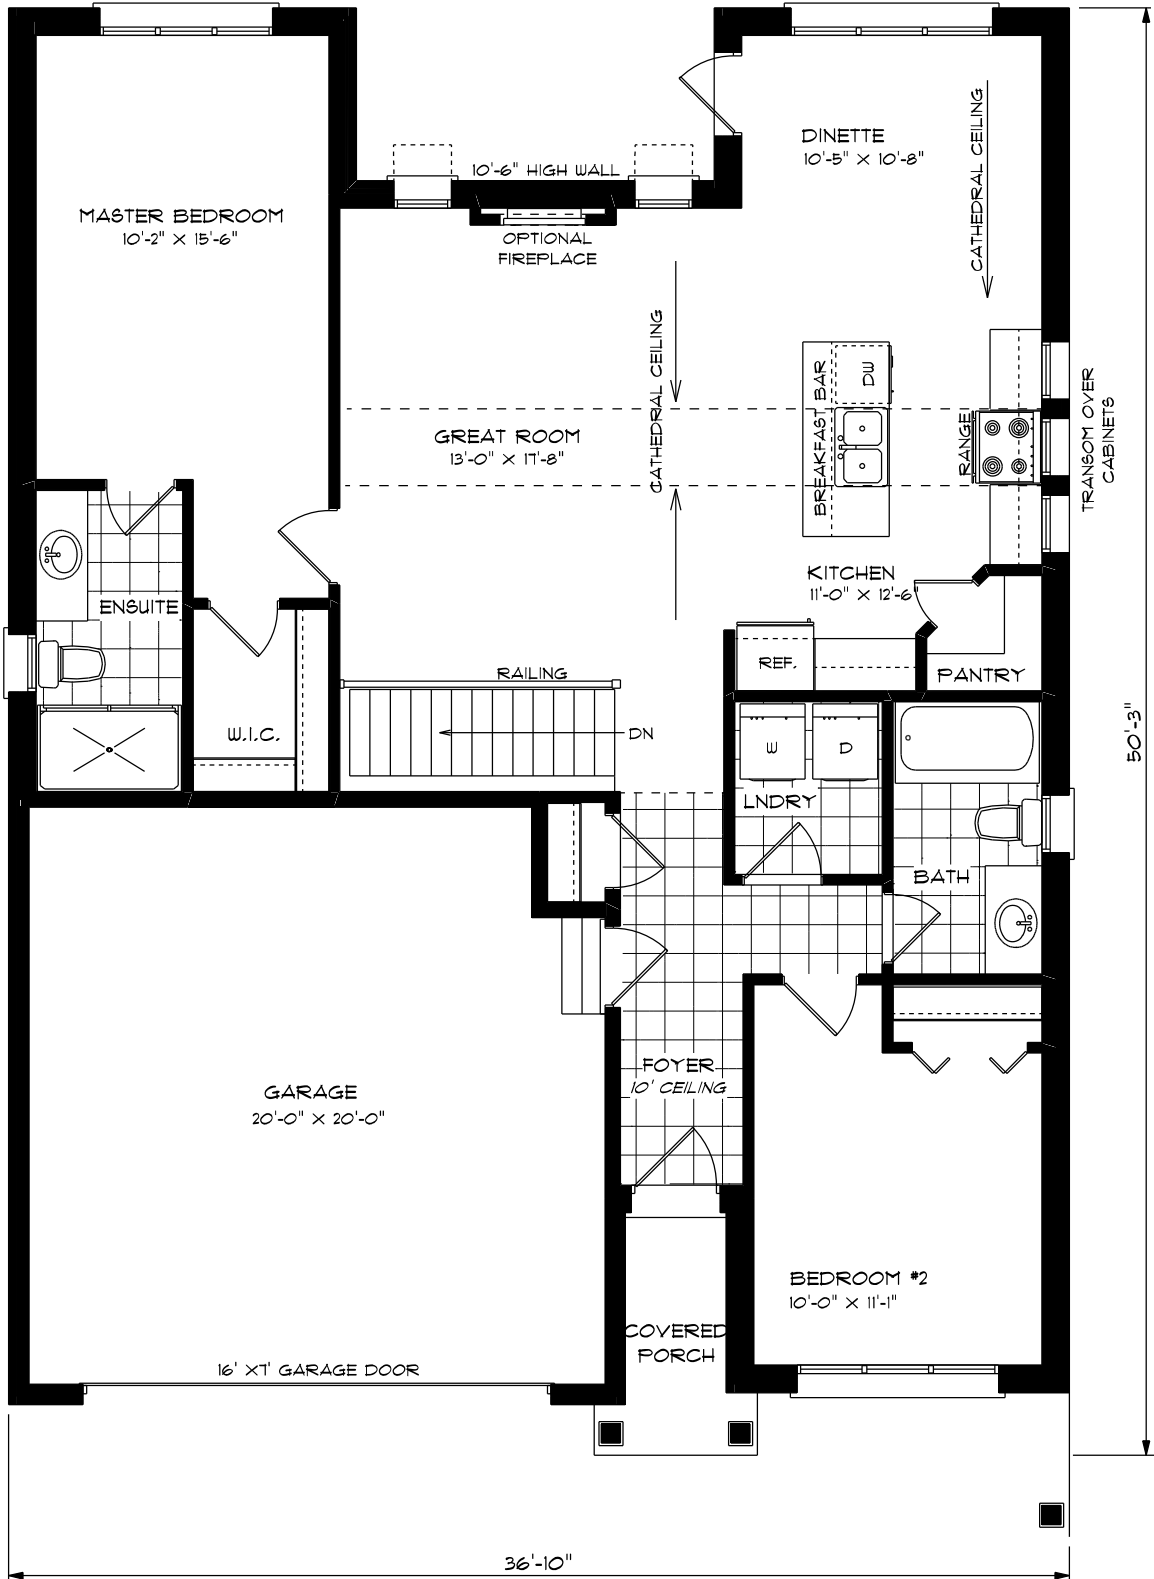 DINETTE
10'-5" X 10'-8"
CATHEDRAL CEILING
10'-6" HIGH WALL
MASTER BEDROOM
10'-2" X 15'-6"
OPTIONAL
FIREPLACE
CATHEDRAL CEILING
BREAKFAST BAR
DW
RANGE
TRANSOM OVER
CABINETS
GREAT ROOM
13'-0" X 17'-8"
KITCHEN
11'-0" X 12'-6"
ENSUITE
REF.
PANTRY
RAILING
W.I.C.
DN
W
D
50'-3"
LNDRY
BATH
FOYER
10' CEILING
GARAGE
20'-0" X 20'-0"
BEDROOM #2
10'-0" X 11'-1"
COVERED
PORCH
16' X7' GARAGE DOOR
36'-10"